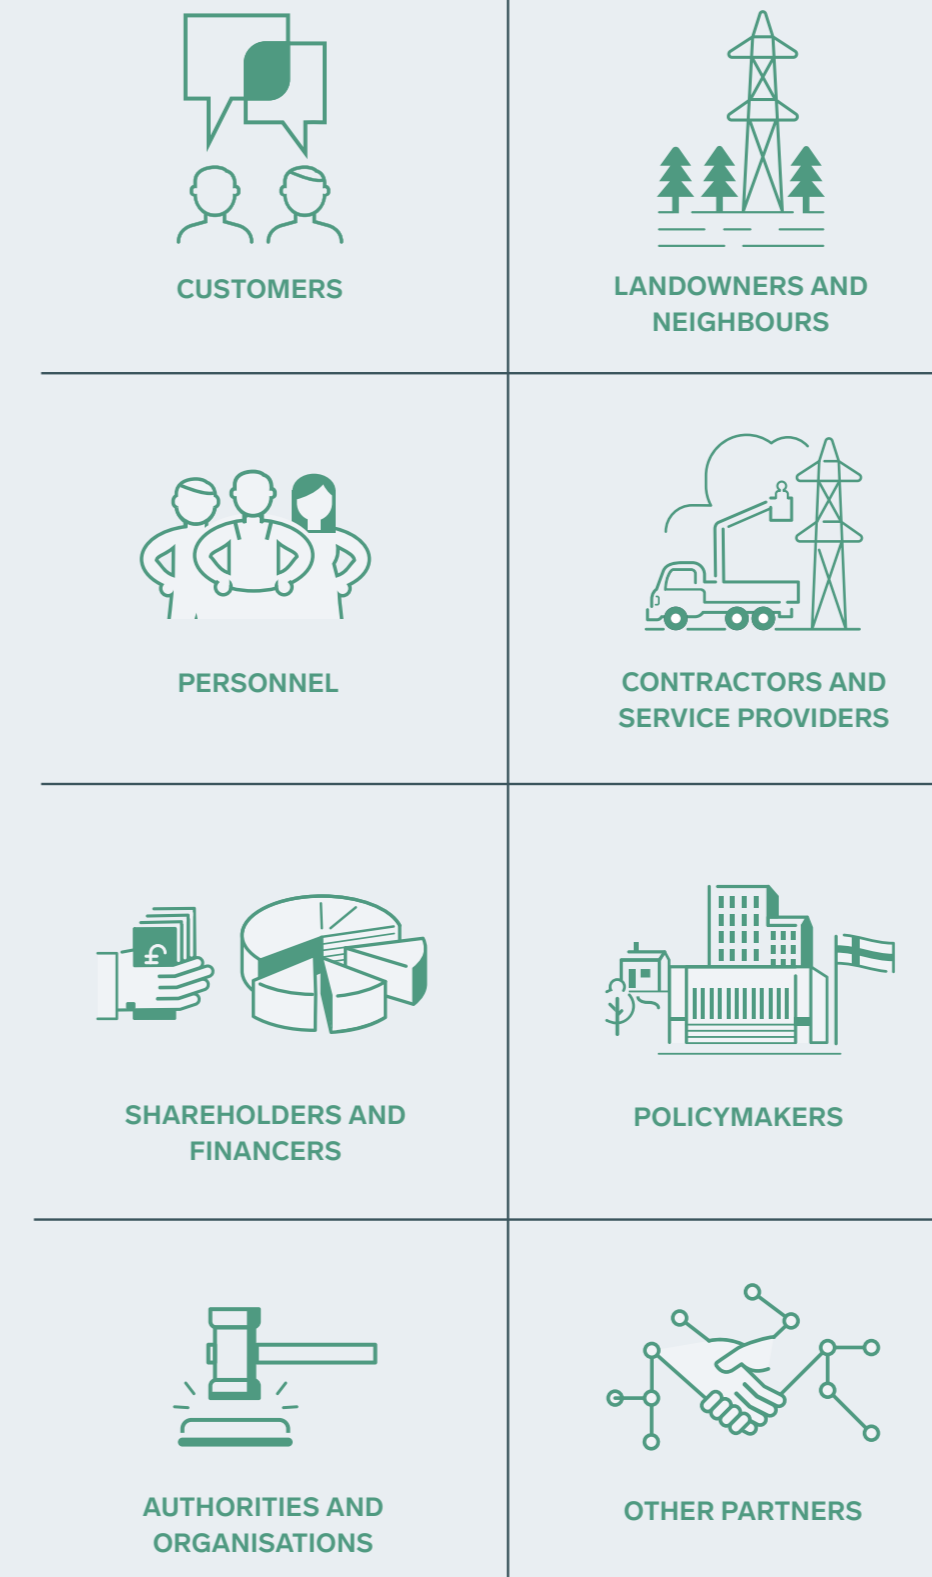 CUSTOMERS
LANDOWNERS AND
NEIGHBOURS
PERSONNEL
CONTRACTORS AND
SERVICE PROVIDERS
£
SHAREHOLDERS AND
FINANCERS
POLICYMAKERS
AUTHORITIES AND
ORGANISATIONS
OTHER PARTNERS